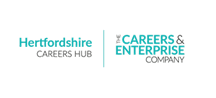 Hertfordshire
CAREERS HUB
THE CAREERS &
ENTERPRISE
COMPANY